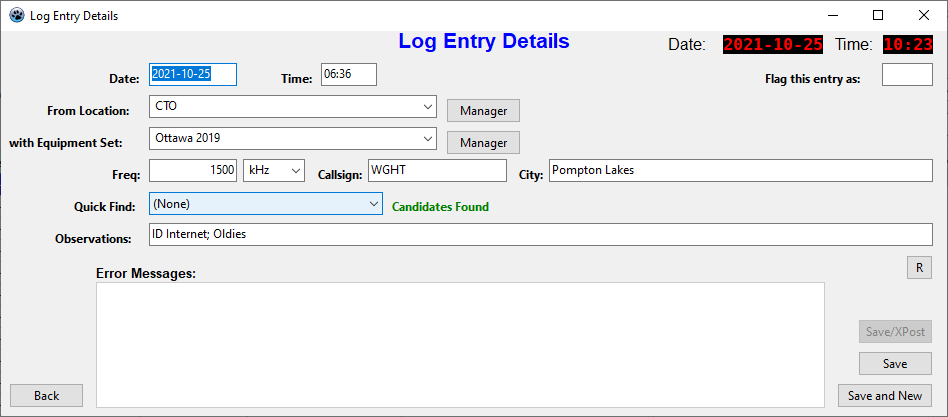 Log Entry Details
Log Entry Details Date: 2021-10-25 Time: 10:23
Date: 2021-10-25 Time: 06:36 Flag this entry as:
From Location: CTO Manager
with Equipment Set: Ottawa 2019 Manager
Freq: 1500 kHz Callsign: WGHT City: Pompton Lakes
Quick Find: (None) Candidates Found
Observations: ID Internet; Oldies
R
Error Messages:
Save/XPost
Save
Back Save and New